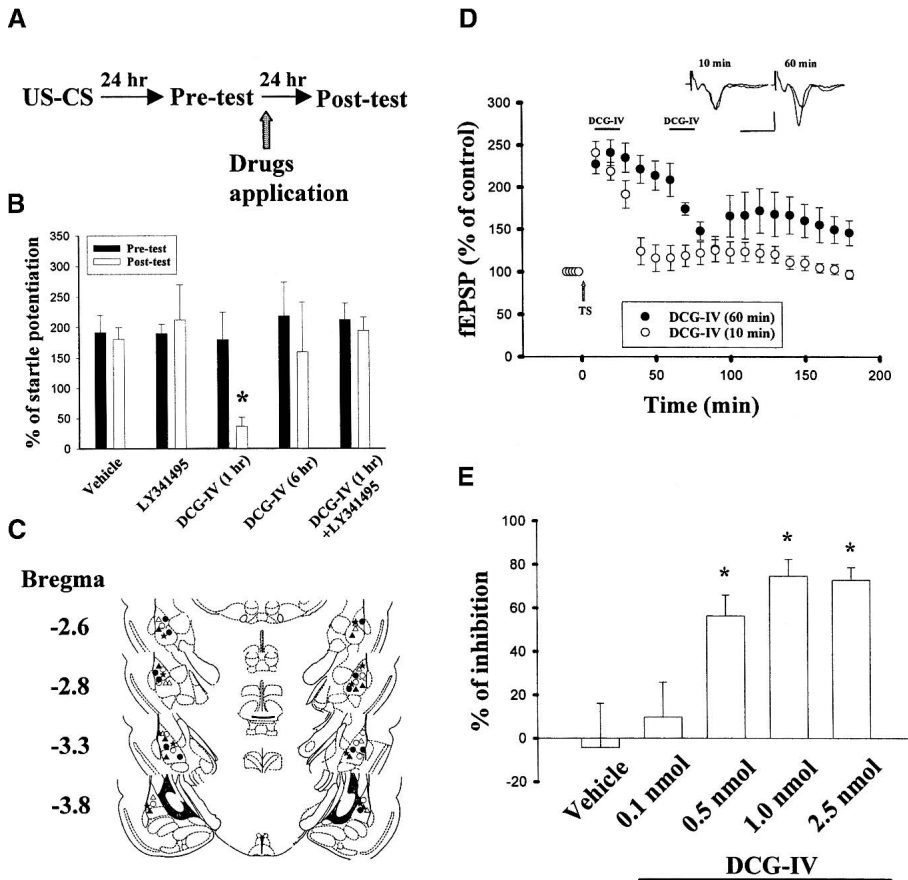 A
US-CS 24 hr Pre-test 24 hr Post-test
Drugs
application
B
% of startle potentiation
350
300
250
200
150
100
50
0
Pre-test
Post-test
*
Vehicle
LY341495
DCG-IV (1 hr)
DCG-IV (6 hr)
DCG-IV (1 hr)
+LY341495
C
Bregma
-2.6
-2.8
-3.3
-3.8
D
10 min
60 min
DCG-IV
DCG-IV
fEPSP (% of control)
300
250
200
150
100
50
0
TS
DCG-IV (60 min)
DCG-IV (10 min)
0
50
100
150
200
Time (min)
E
% of inhibition
100
80
60
40
20
0
-20
*
*
*
Vehicle
0.1 nmol
0.5 nmol
1.0 nmol
2.5 nmol
DCG-IV